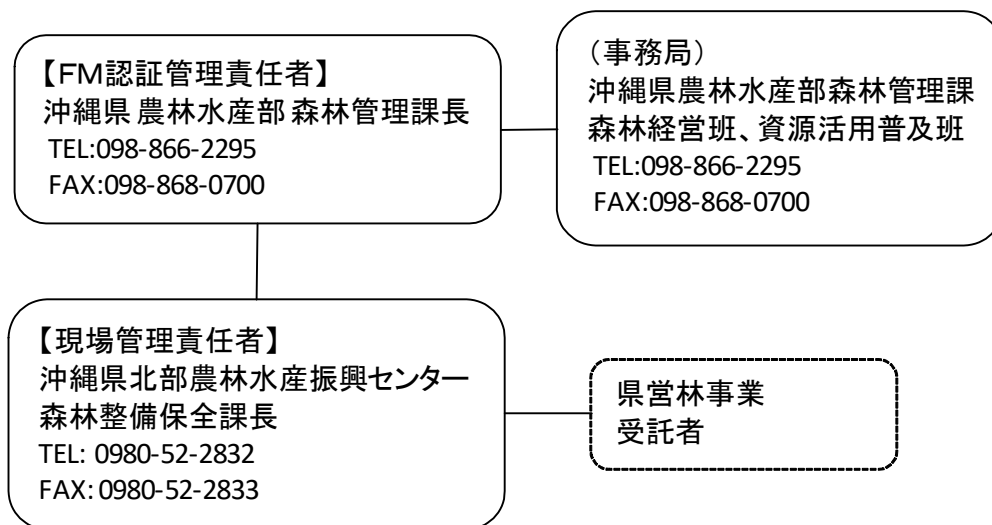 【FM認証管理責任者】
沖縄県 農林水産部 森林管理課長
TEL:098-866-2295
FAX:098-868-0700
（事務局）
沖縄県農林水産部森林管理課
森林経営班、資源活用普及班
TEL:098-866-2295
FAX:098-868-0700
【現場管理責任者】
沖縄県北部農林水産振興センター
森林整備保全課長
TEL: 0980-52-2832
FAX: 0980-52-2833
県営林事業
受託者